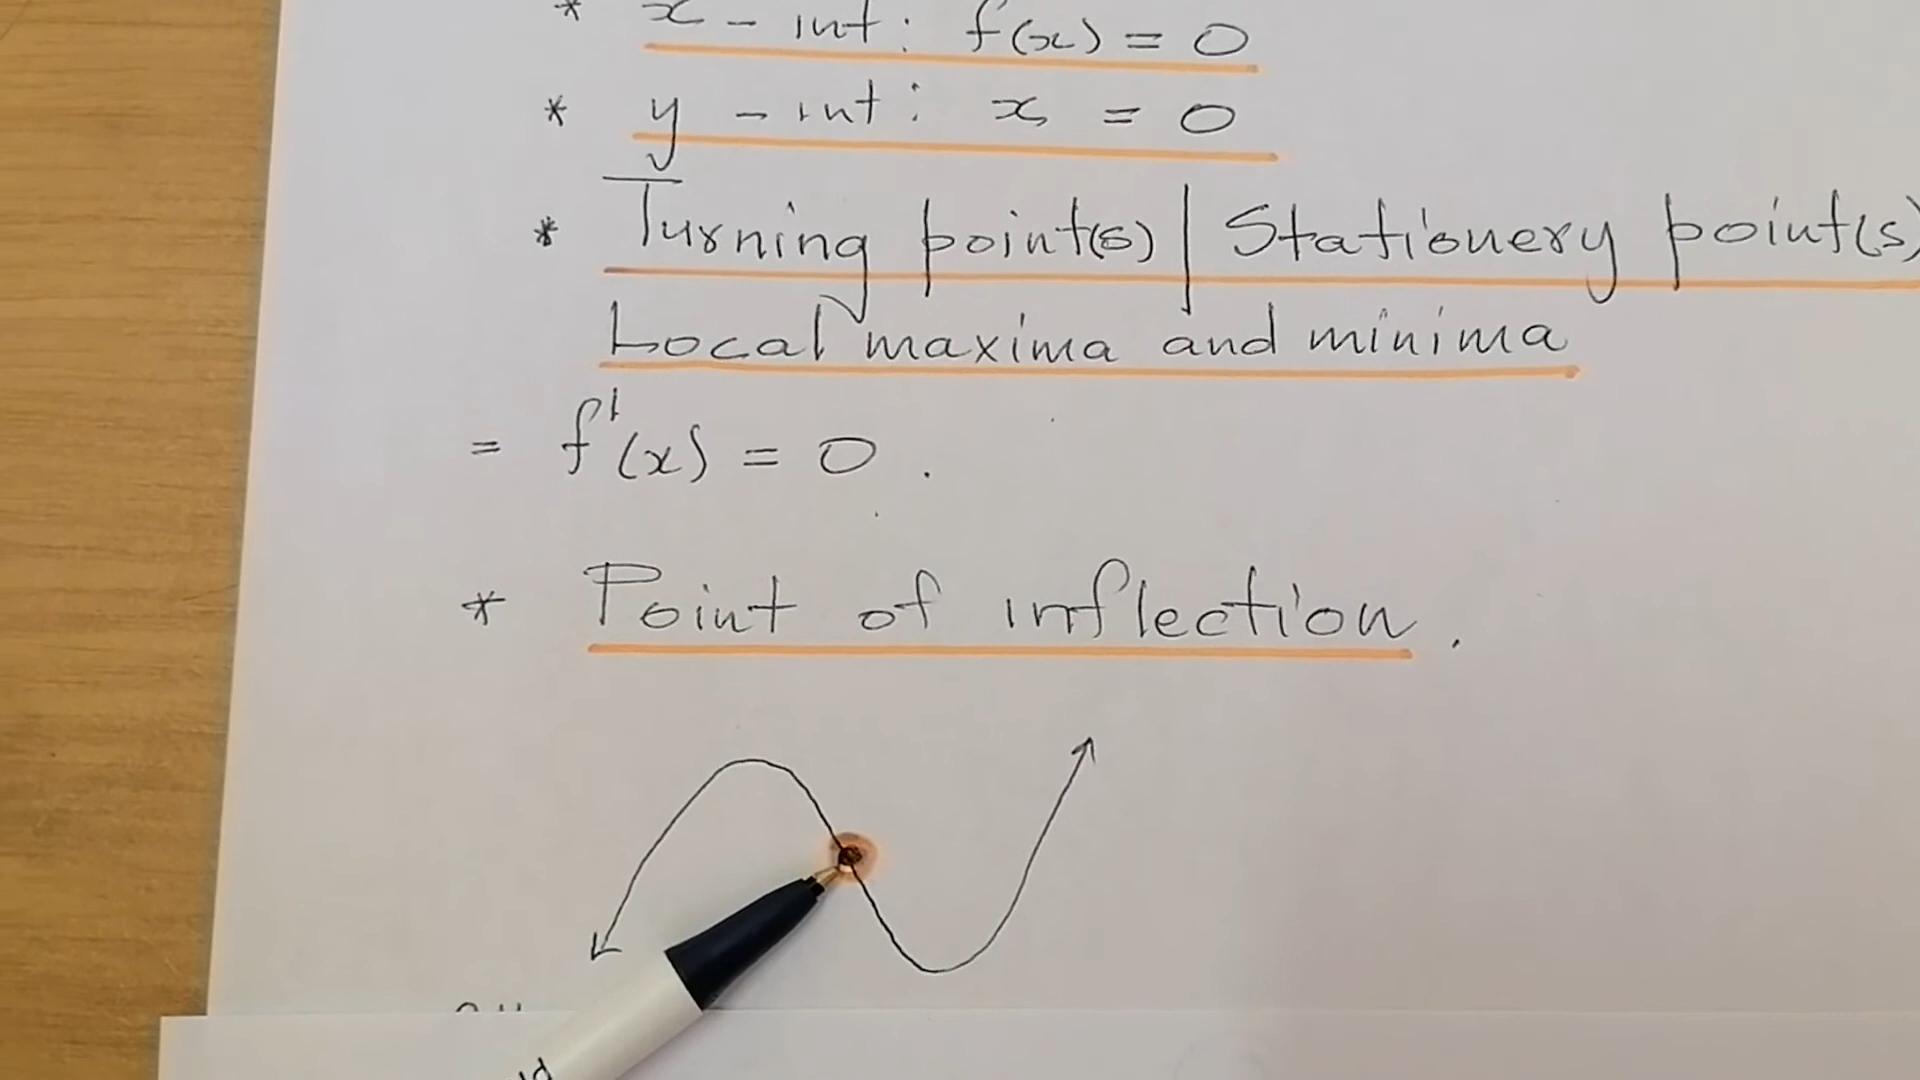 * x - int: f(x) = 0
* y - int: x = 0
* Turning point(s) | Stationery point(s)
Local maxima and minima
= f'(x) = 0 .
* Point of inflection .